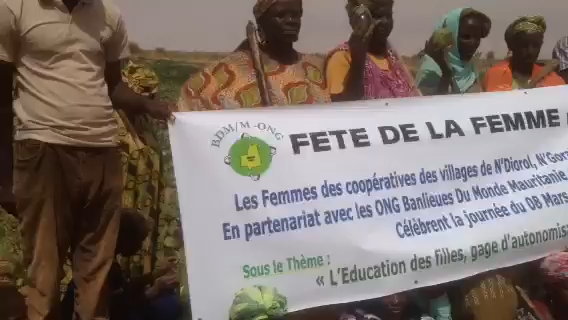 BDM/M-ONG
FETE DE LA FEMME
Les Femmes des coopératives des villages de N'Diorol, N'Gor
En partenariat avec les ONG Banlieues Du Monde Mauritanie
Célèbrent la journée du 08 Mars
Sous le Thème :
« L'Education des filles, gage d'autonomis